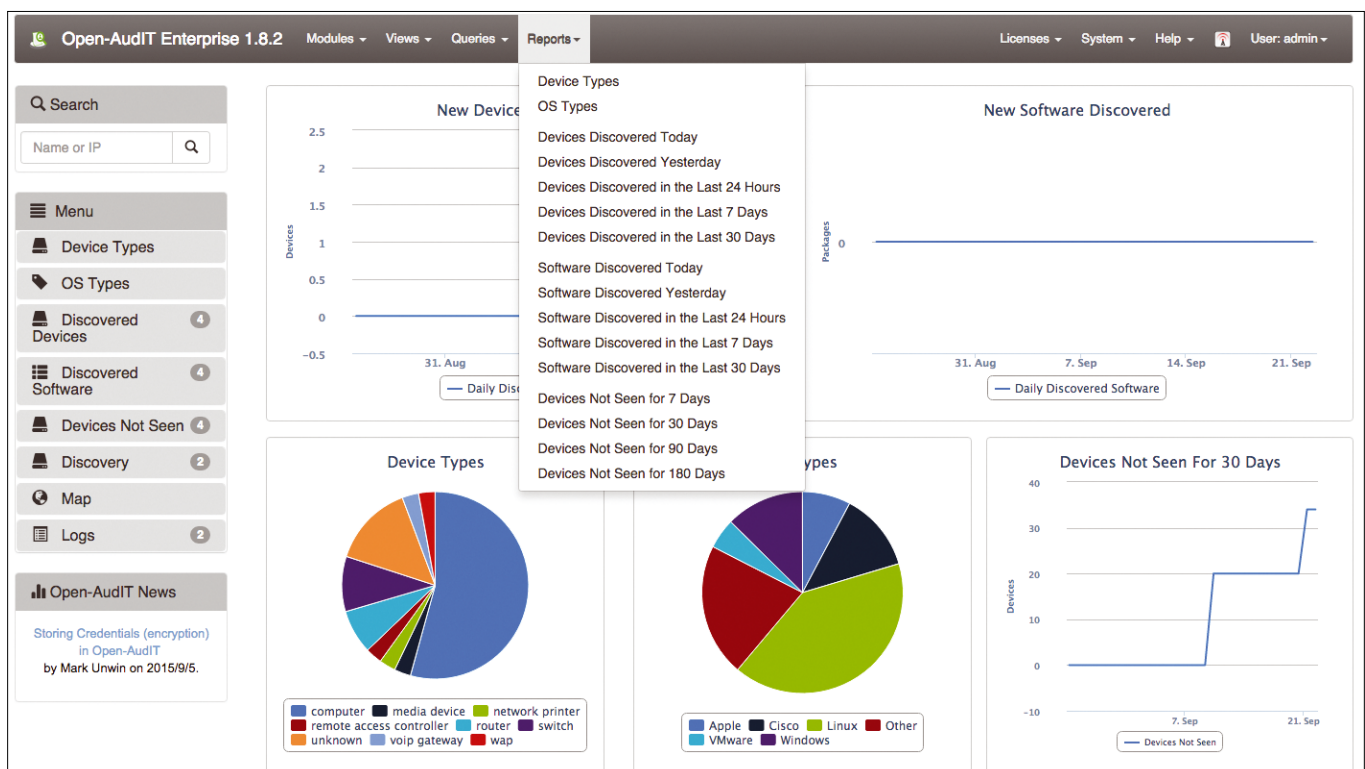 Open-AudIT Enterprise 1.8.2 Modules Views Queries Reports Licenses System Help User: admin
Search
Name or IP
Menu
Device Types
OS Types
Discovered
Devices
4
Discovered
Software
4
Devices Not Seen 4
Discovery 2
Map
Logs 2
Open-AudIT News
Storing Credentials (encryption)
in Open-AudIT
by Mark Unwin on 2015/9/5.
Device Types
OS Types
Devices Discovered Today
Devices Discovered Yesterday
Devices Discovered in the Last 24 Hours
Devices Discovered in the Last 7 Days
Devices Discovered in the Last 30 Days
Software Discovered Today
Software Discovered Yesterday
Software Discovered in the Last 24 Hours
Software Discovered in the Last 7 Days
Software Discovered in the Last 30 Days
Devices Not Seen for 7 Days
Devices Not Seen for 30 Days
Devices Not Seen for 90 Days
Devices Not Seen for 180 Days
New Device
2.5
2
1.5
1
0.5
0
-0.5
Devices
31. Aug
Daily Disc
New Software Discovered
Packages
0
31. Aug 7. Sep 14. Sep 21. Sep
Daily Discovered Software
Device Types
computer media device network printer
remote access controller router switch
unknown voip gateway wap
ypes
Apple Cisco Linux Other
VMware Windows
Devices Not Seen For 30 Days
40
30
20
10
0
-10
Devices
7. Sep 21. Sep
Devices Not Seen